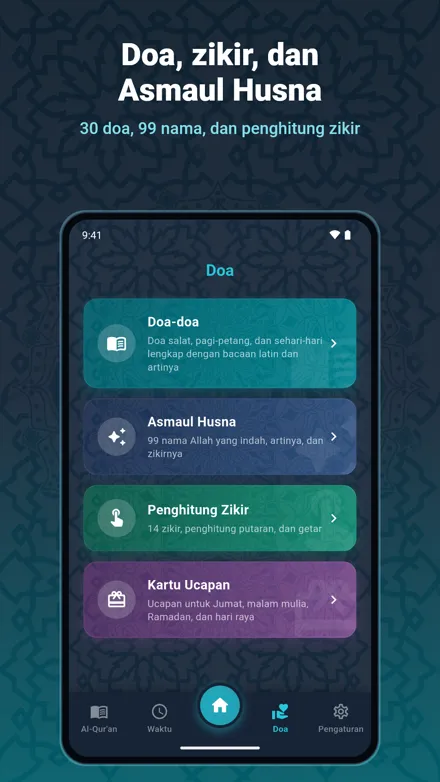 Doa, zikir, dan
Asmaul Husna
30 doa, 99 nama, dan penghitung zikir
9:41
Doa
Doa-doa
Doa salat, pagi-petang, dan sehari-hari
lengkap dengan bacaan latin dan
artinya
Asmaul Husna
99 nama Allah yang indah, artinya, dan
zikirnya
Penghitung Zikir
14 zikir, penghitung putaran, dan getar
Kartu Ucapan
Ucapan untuk Jumat, malam mulia,
Ramadan, dan hari raya
Al-Qur'an
Waktu
Doa
Pengaturan